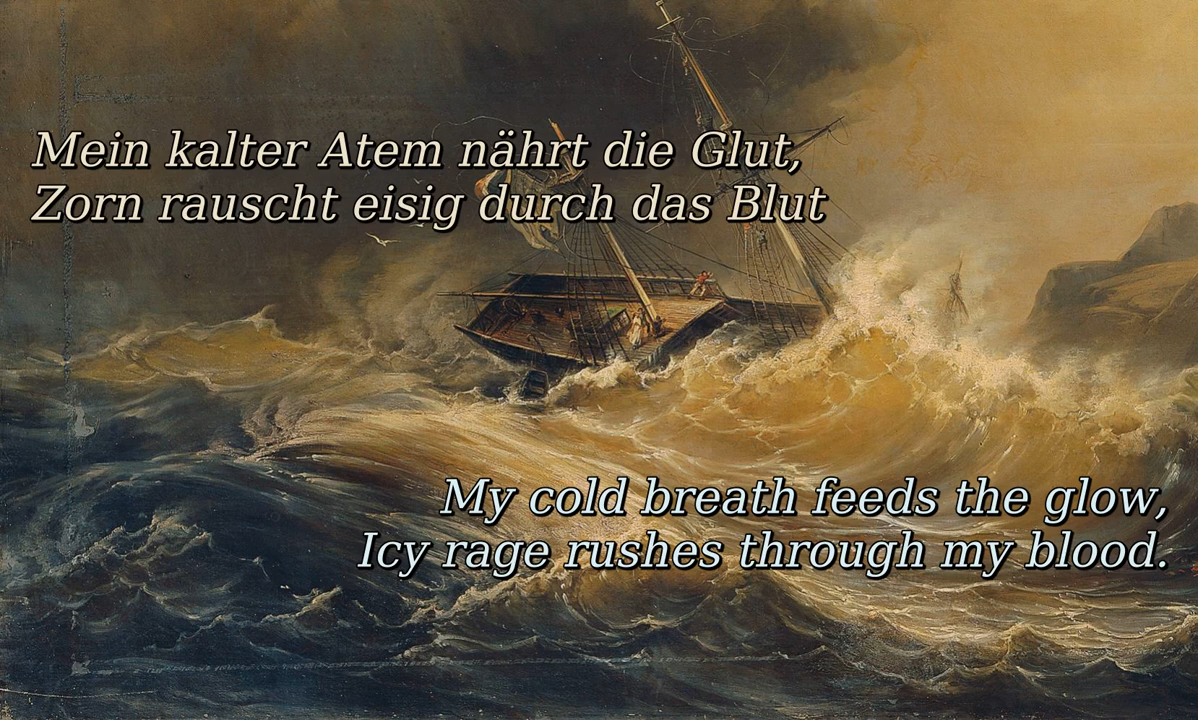 Mein kalter Atem nährt die Glut,
Zorn rauscht eisig durch das Blut
My cold breath feeds the glow,
Icy rage rushes through my blood.